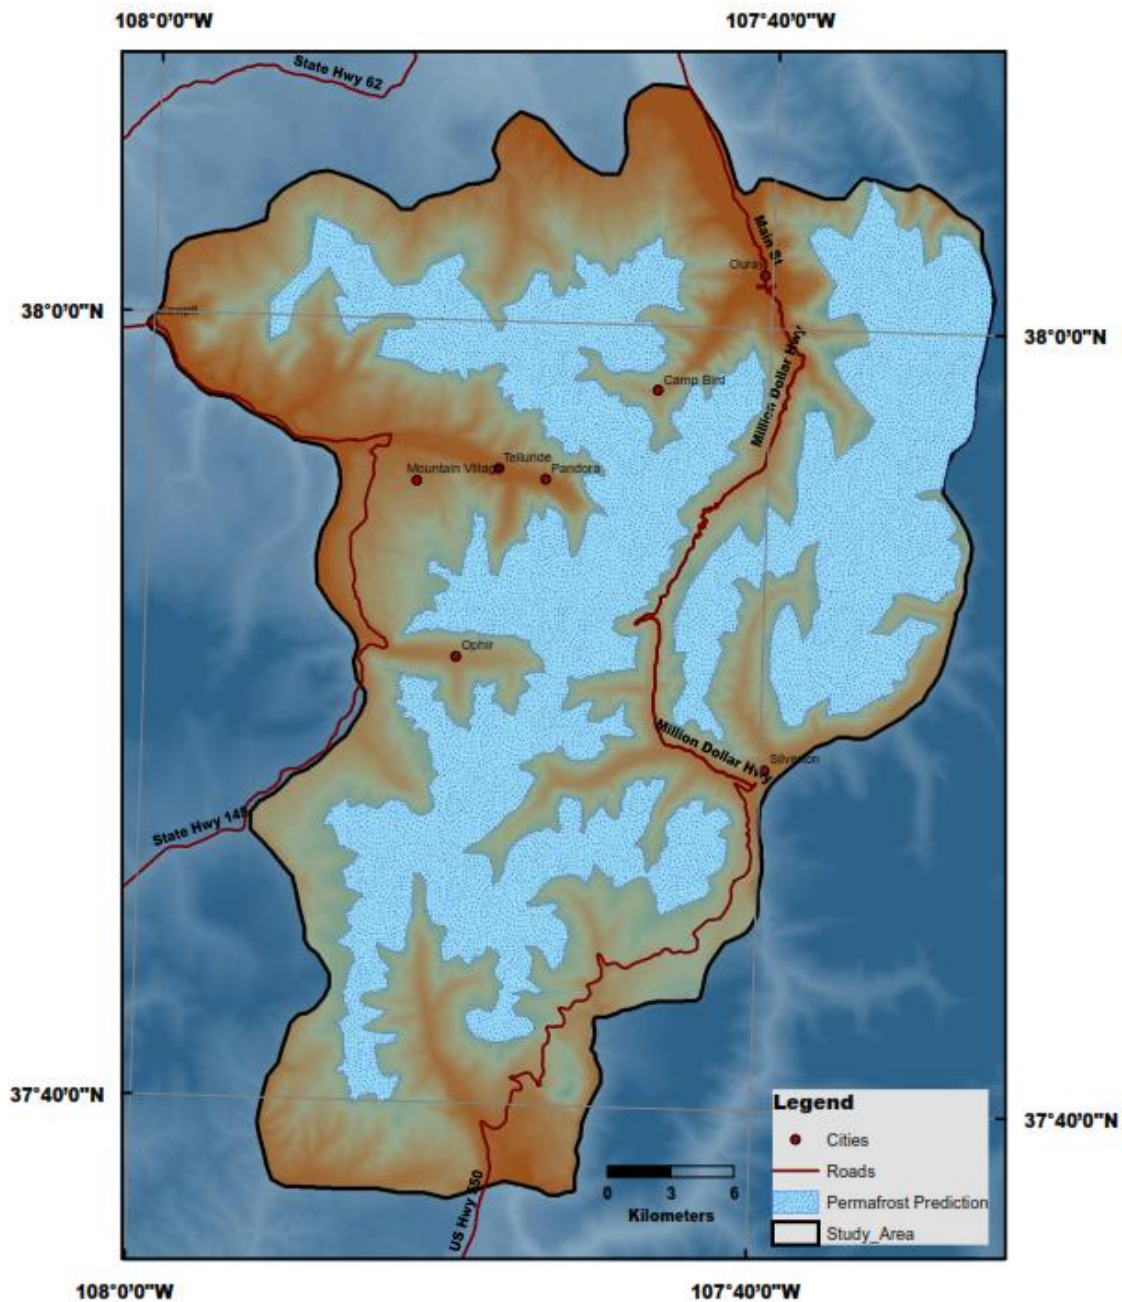 108°0'0"W
107°40'0"W
State Hwy 62
Main St
Oura
38°0'0"N
38°0'0"N
Camp Bird
Million Dollar Hwy
Telluride
Mountain Villag
Pandora
Ophir
Million Dollar Hwy
Silverton
State Hwy 145
37°40'0"N
37°40'0"N
Legend
Cities
Roads
Permafrost Prediction
Study_Area
0 3 6
Kilometers
US Hwy 550
108°0'0"W
107°40'0"W